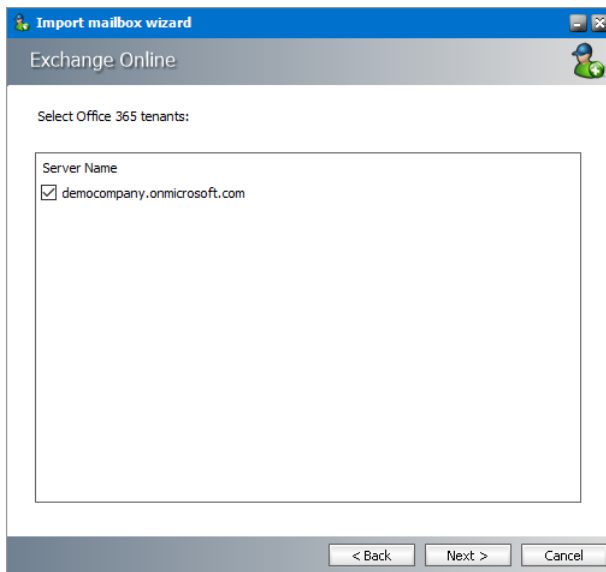 Import mailbox wizard
Exchange Online
Select Office 365 tenants:
Server Name
democompany.onmicrosoft.com
< Back Next > Cancel